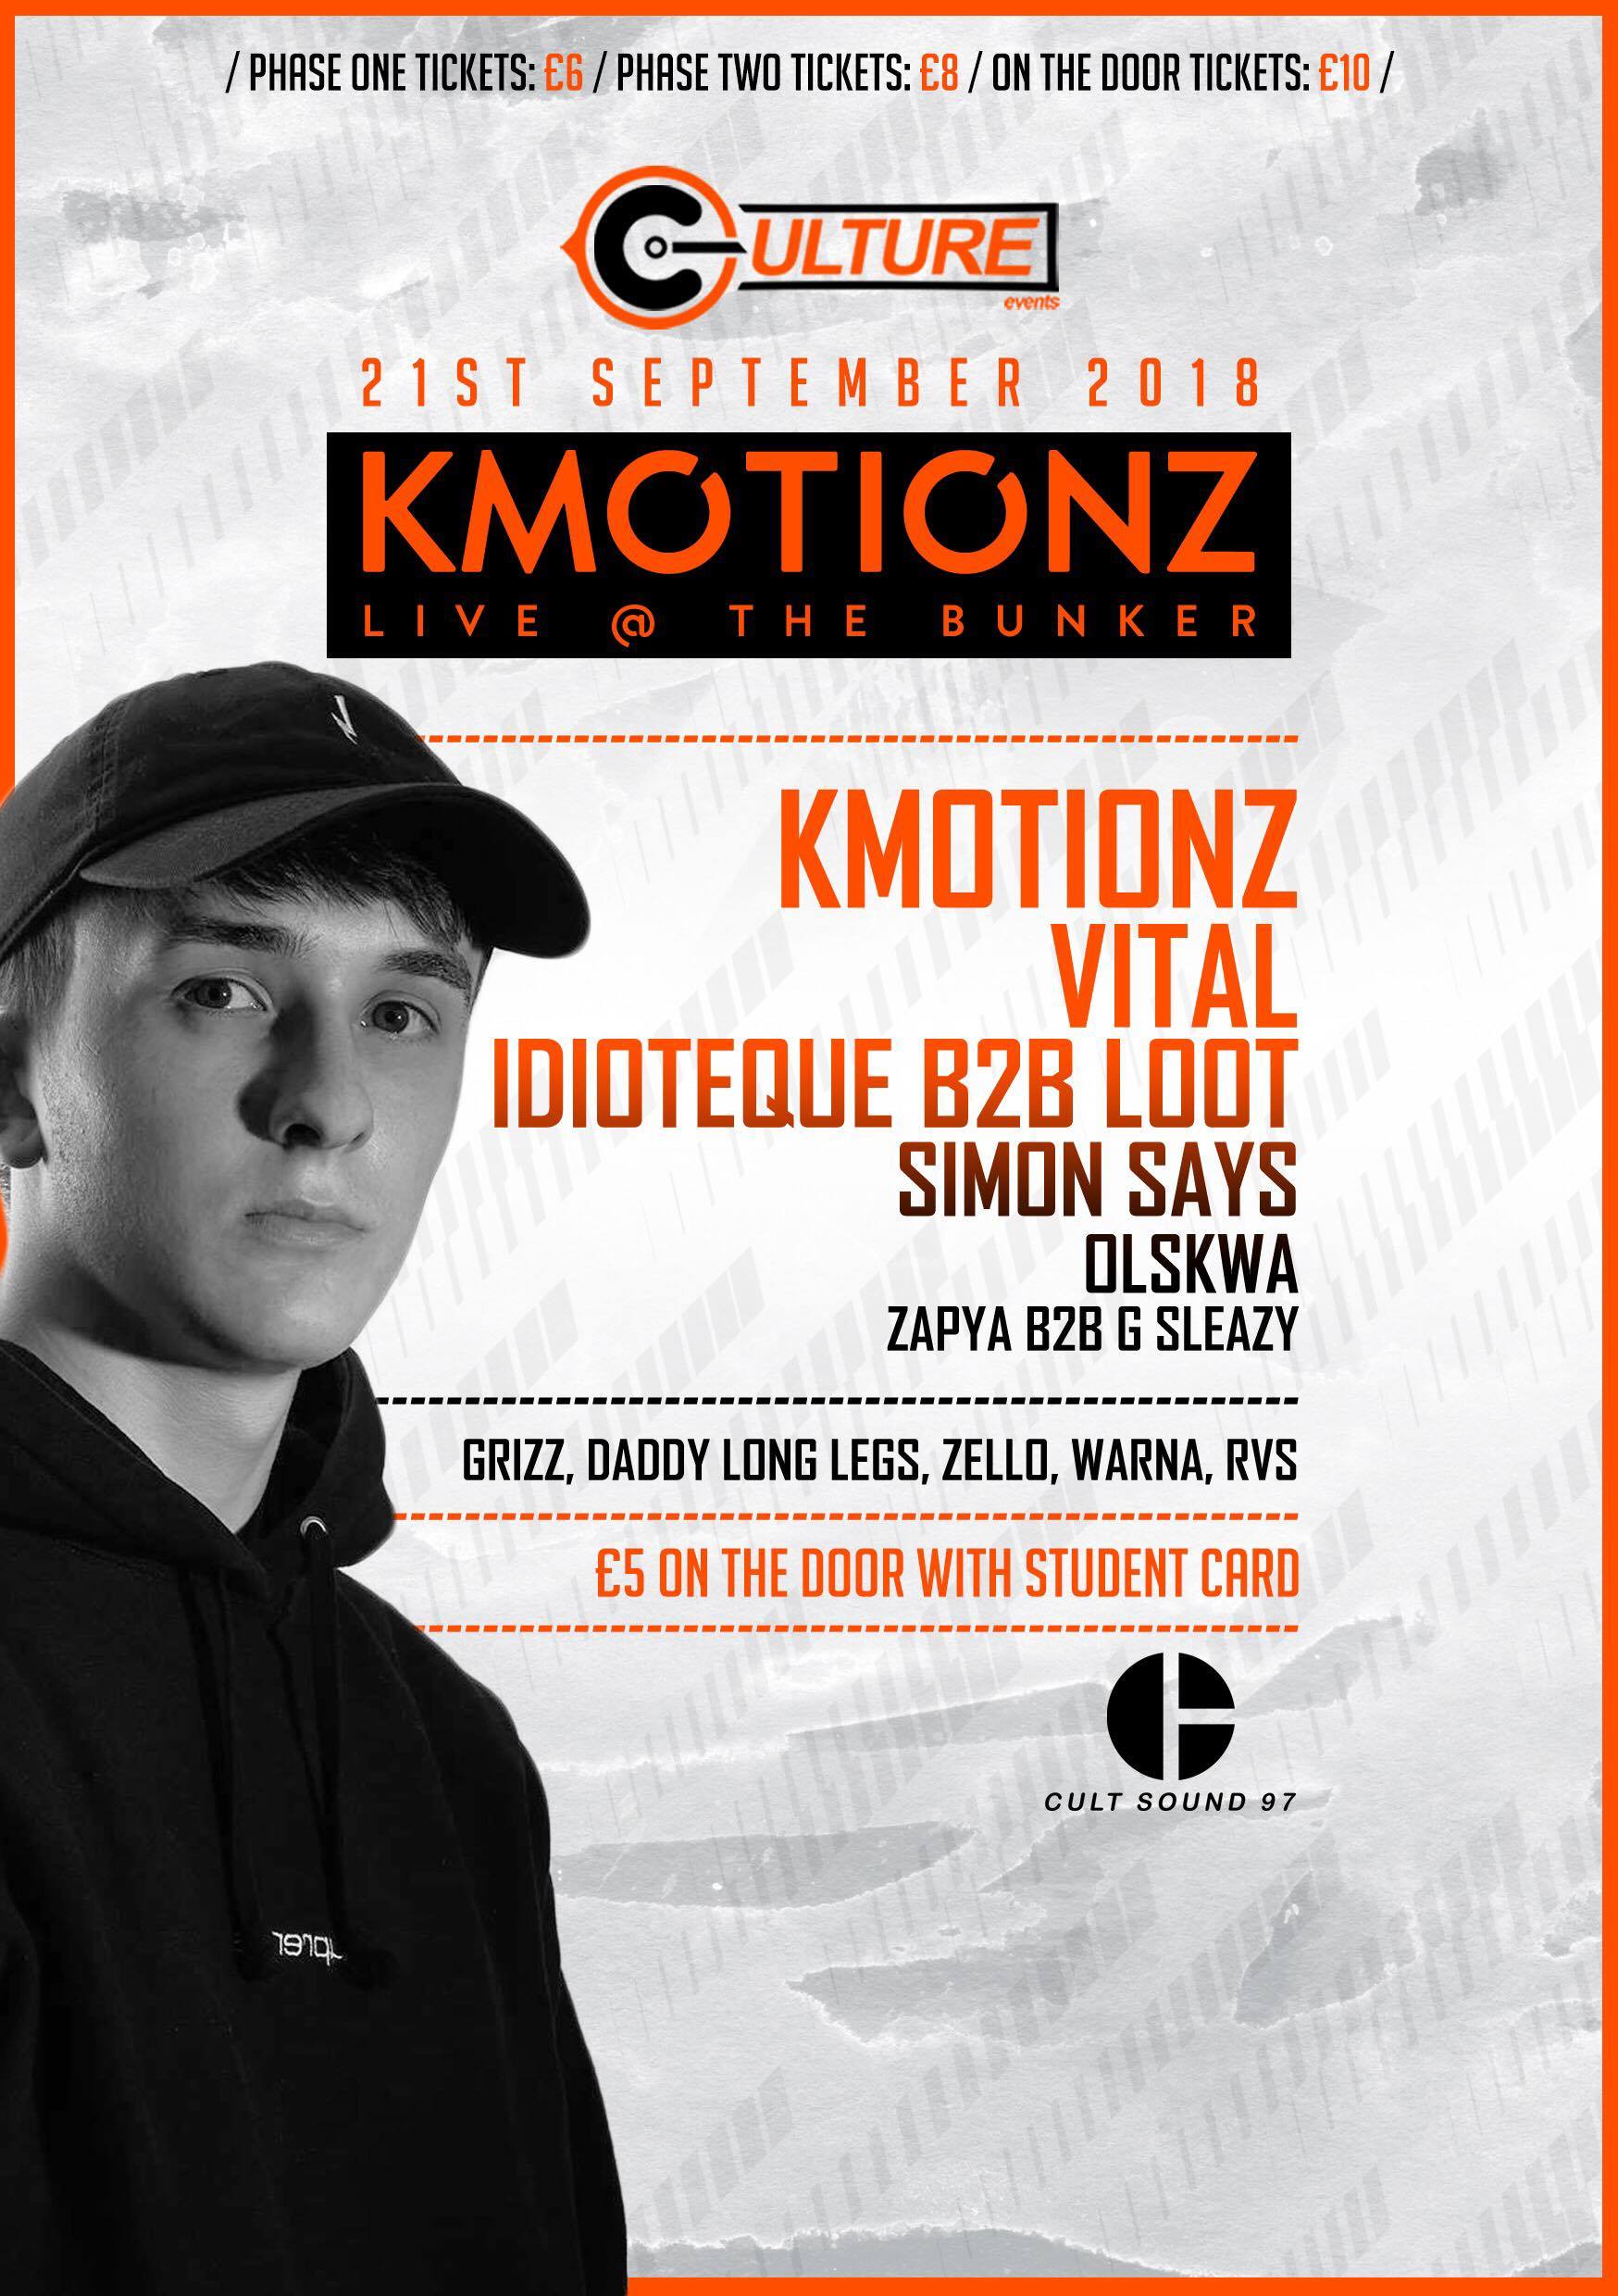 / PHASE ONE TICKETS: £6 / PHASE TWO TICKETS: £8 / ON THE DOOR TICKETS: £10 /
CULTURE
events
21ST SEPTEMBER 2018
KMOTIONZ
LIVE @ THE BUNKER
KMOTIONZ
VITAL
IDIOTEQUE B2B LOOT
SIMON SAYS
OLSKWA
ZAPYA B2B G SLEAZY
GRIZZ, DADDY LONG LEGS, ZELLO, WARNA, RVS
£5 ON THE DOOR WITH STUDENT CARD
CULT SOUND 97